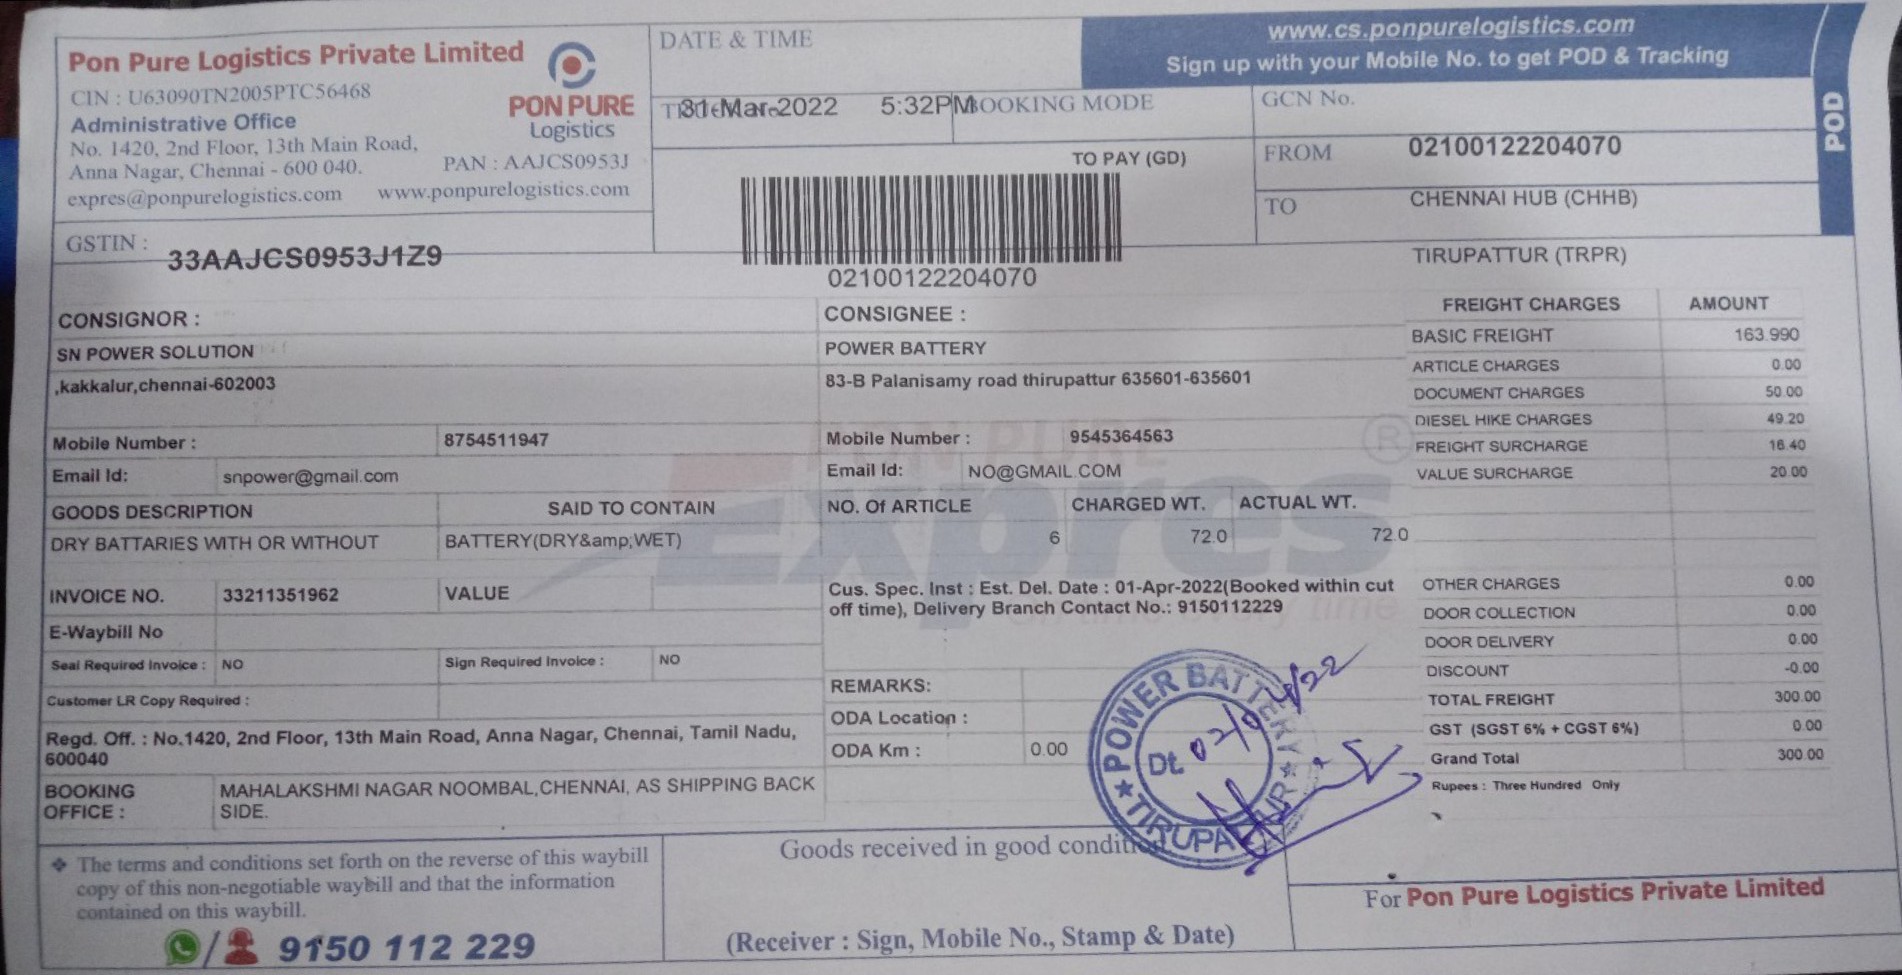 Pon Pure Logistics Private Limited
CIN : U63090TN2005PTC56468
Administrative Office
No. 1420, 2nd Floor, 13th Main Road,
Anna Nagar, Chennai - 600 040.
PAN : AAJCS0953J
expres@ponpurelogistics.com www.ponpurelogistics.com
PON PURE
Logistics
GSTIN : 33AAJCS0953J1Z9
DATE & TIME
31-Mar-2022 5:32PM
BOOKING MODE
TO PAY (GD)
02100122204070
www.cs.ponpurelogistics.com
Sign up with your Mobile No. to get POD & Tracking
POD
GCN No.
02100122204070
FROM
CHENNAI HUB (CHHB)
TO
TIRUPATTUR (TRPR)
CONSIGNOR :
SN POWER SOLUTION
,kakkalur,chennai-602003
Mobile Number : 8754511947
Email Id: snpower@gmail.com
CONSIGNEE :
POWER BATTERY
83-B Palanisamy road thirupattur 635601-635601
Mobile Number : 9545364563
Email Id: NO@GMAIL.COM
GOODS DESCRIPTION SAID TO CONTAIN
DRY BATTARIES WITH OR WITHOUT BATTERY(DRY&amp;WET)
NO. Of ARTICLE CHARGED WT. ACTUAL WT.
6 72.0 72.0
PON PURE
Expres
®
On time every time
INVOICE NO. 33211351962 VALUE
E-Waybill No
Seal Required Invoice : NO Sign Required Invoice : NO
Customer LR Copy Required :
Regd. Off. : No.1420, 2nd Floor, 13th Main Road, Anna Nagar, Chennai, Tamil Nadu,
600040
BOOKING OFFICE : MAHALAKSHMI NAGAR NOOMBAL,CHENNAI, AS SHIPPING BACK
SIDE.
Cus. Spec. Inst : Est. Del. Date : 01-Apr-2022(Booked within cut
off time), Delivery Branch Contact No.: 9150112229
REMARKS:
ODA Location :
ODA Km : 0.00
FREIGHT CHARGES AMOUNT
BASIC FREIGHT 163.990
ARTICLE CHARGES 0.00
DOCUMENT CHARGES 50.00
DIESEL HIKE CHARGES 49.20
FREIGHT SURCHARGE 16.40
VALUE SURCHARGE 20.00
OTHER CHARGES 0.00
DOOR COLLECTION 0.00
DOOR DELIVERY 0.00
DISCOUNT -0.00
TOTAL FREIGHT 300.00
GST (SGST 6% + CGST 6%) 0.00
Grand Total 300.00
Rupees : Three Hundred Only
POWER BATTERY
Dt 02/04/22
❖ The terms and conditions set forth on the reverse of this waybill
copy of this non-negotiable waybill and that the information
contained on this waybill.
9150 112 229
Goods received in good condition
(Receiver : Sign, Mobile No., Stamp & Date)
For Pon Pure Logistics Private Limited